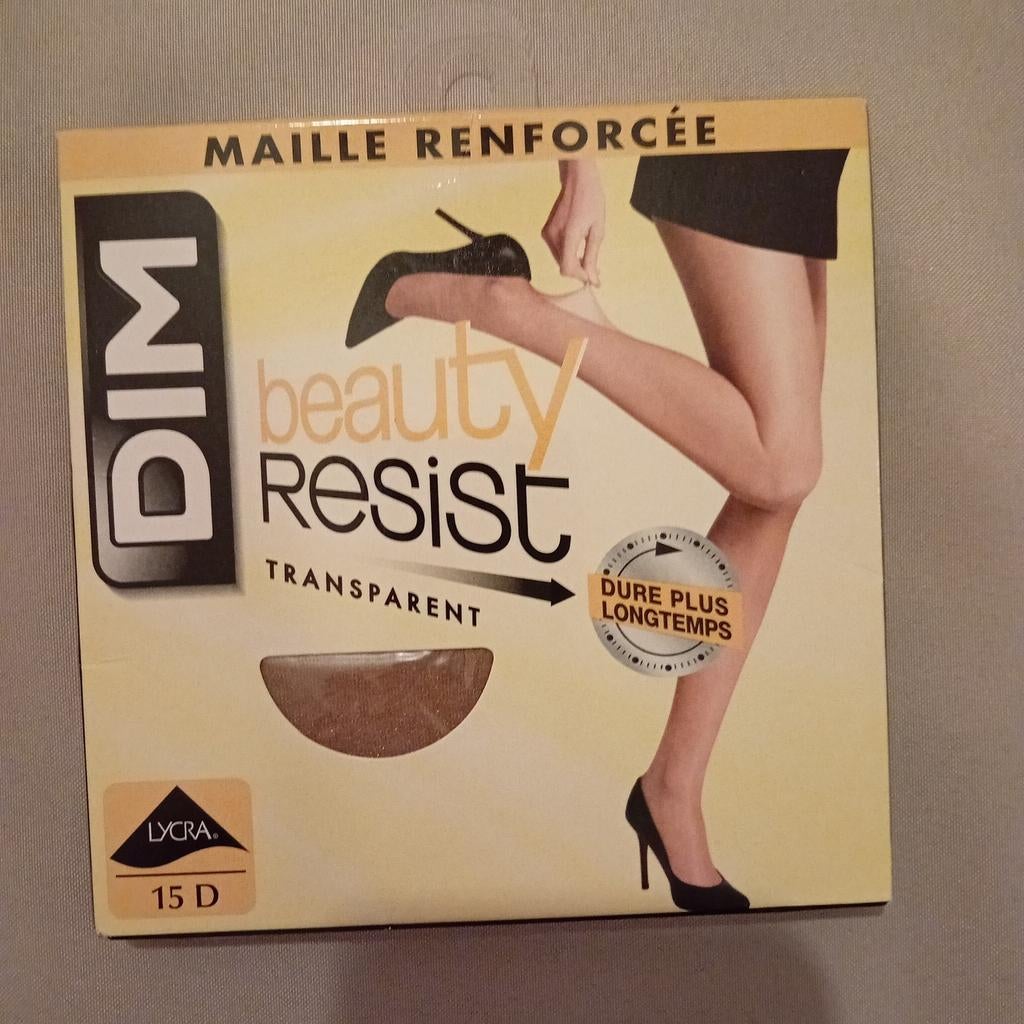 MAILLE RENFORCÉE
DIM
beauty
Resist
TRANSPARENT
DURE PLUS
LONGTEMPS
LYCRA®
15 D